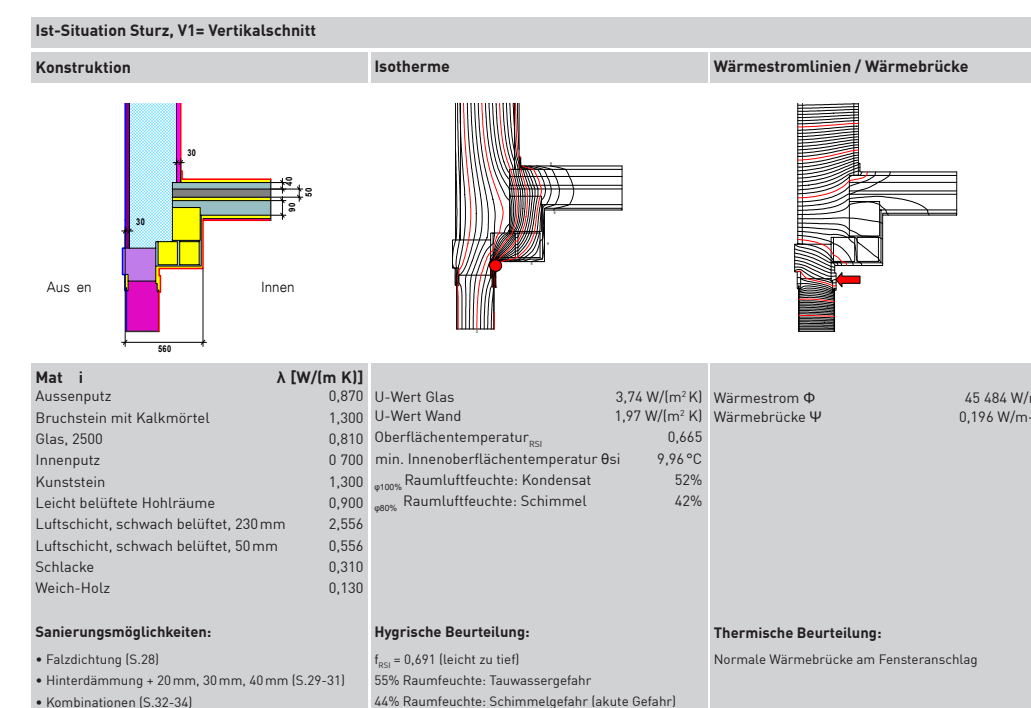 Ist-Situation Sturz, V1= Vertikalschnitt
Konstruktion
Isotherme
Wärmestromlinien / Wärmebrücke
30
40
50
90
30
Aus en
Innen
560
Mat i λ [W/(m K)]
Aussenputz 0,870
Bruchstein mit Kalkmörtel 1,300
Glas, 2500 0,810
Innenputz 0 700
Kunststein 1,300
Leicht belüftete Hohlräume 0,900
Luftschicht, schwach belüftet, 230 mm 2,556
Luftschicht, schwach belüftet, 50 mm 0,556
Schlacke 0,310
Weich-Holz 0,130
U-Wert Glas 3,74 W/(m² K)
U-Wert Wand 1,97 W/(m² K)
Oberflächentemperatur RSI 0,665
min. Innenoberflächentemperatur θsi 9,96 °C
φ100% Raumluftfeuchte: Kondensat 52%
φ80% Raumluftfeuchte: Schimmel 42%
Wärmestrom Φ 45 484 W/
Wärmebrücke Ψ 0,196 W/m-
Sanierungsmöglichkeiten:
• Falzdichtung (S.28)
• Hinterdämmung + 20 mm, 30 mm, 40 mm (S.29-31)
• Kombinationen (S.32-34)
Hygrische Beurteilung:
fRSI = 0,691 (leicht zu tief)
55% Raumfeuchte: Tauwassergefahr
44% Raumfeuchte: Schimmelgefahr (akute Gefahr)
Thermische Beurteilung:
Normale Wärmebrücke am Fensteranschlag